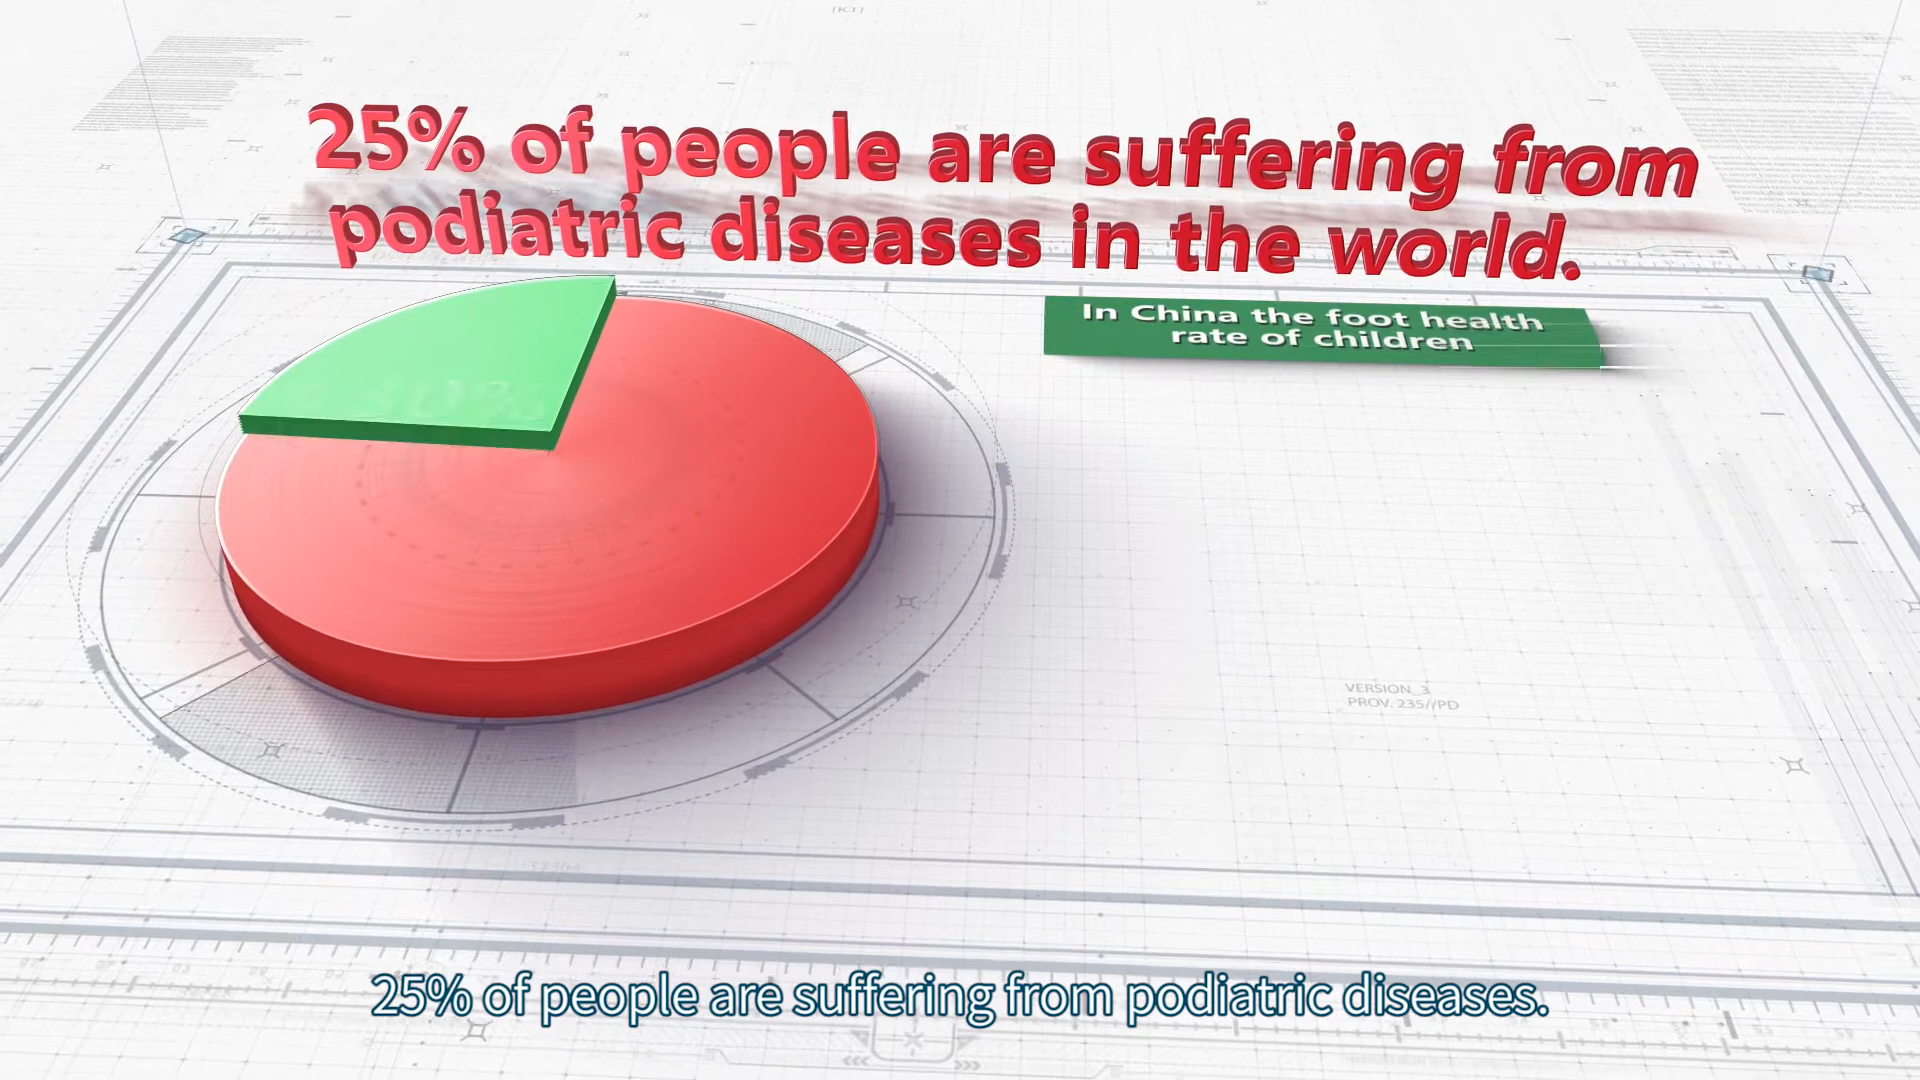 25% of people are suffering from
podiatric diseases in the world.
In China the foot health
rate of children
30%
VERSION_3
PROV. 235//PD
25% of people are suffering from podiatric diseases.